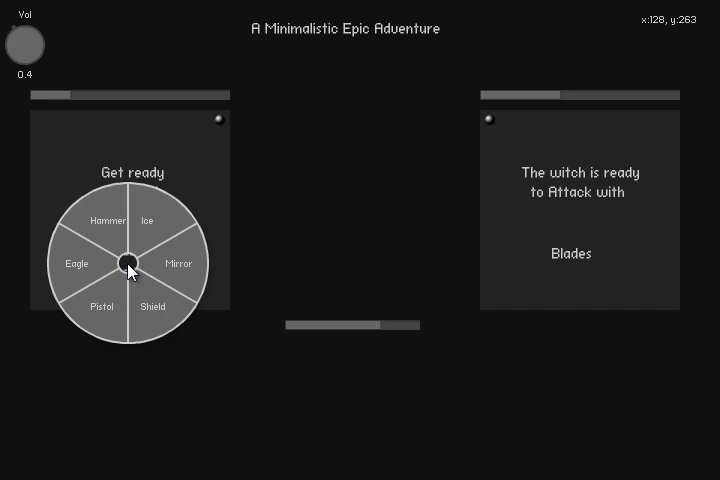 Vol
A Minimalistic Epic Adventure
x:128, y:263
0.4
Get ready
The witch is ready
to Attack with
Blades
Hammer
Ice
Eagle
Mirror
Pistol
Shield